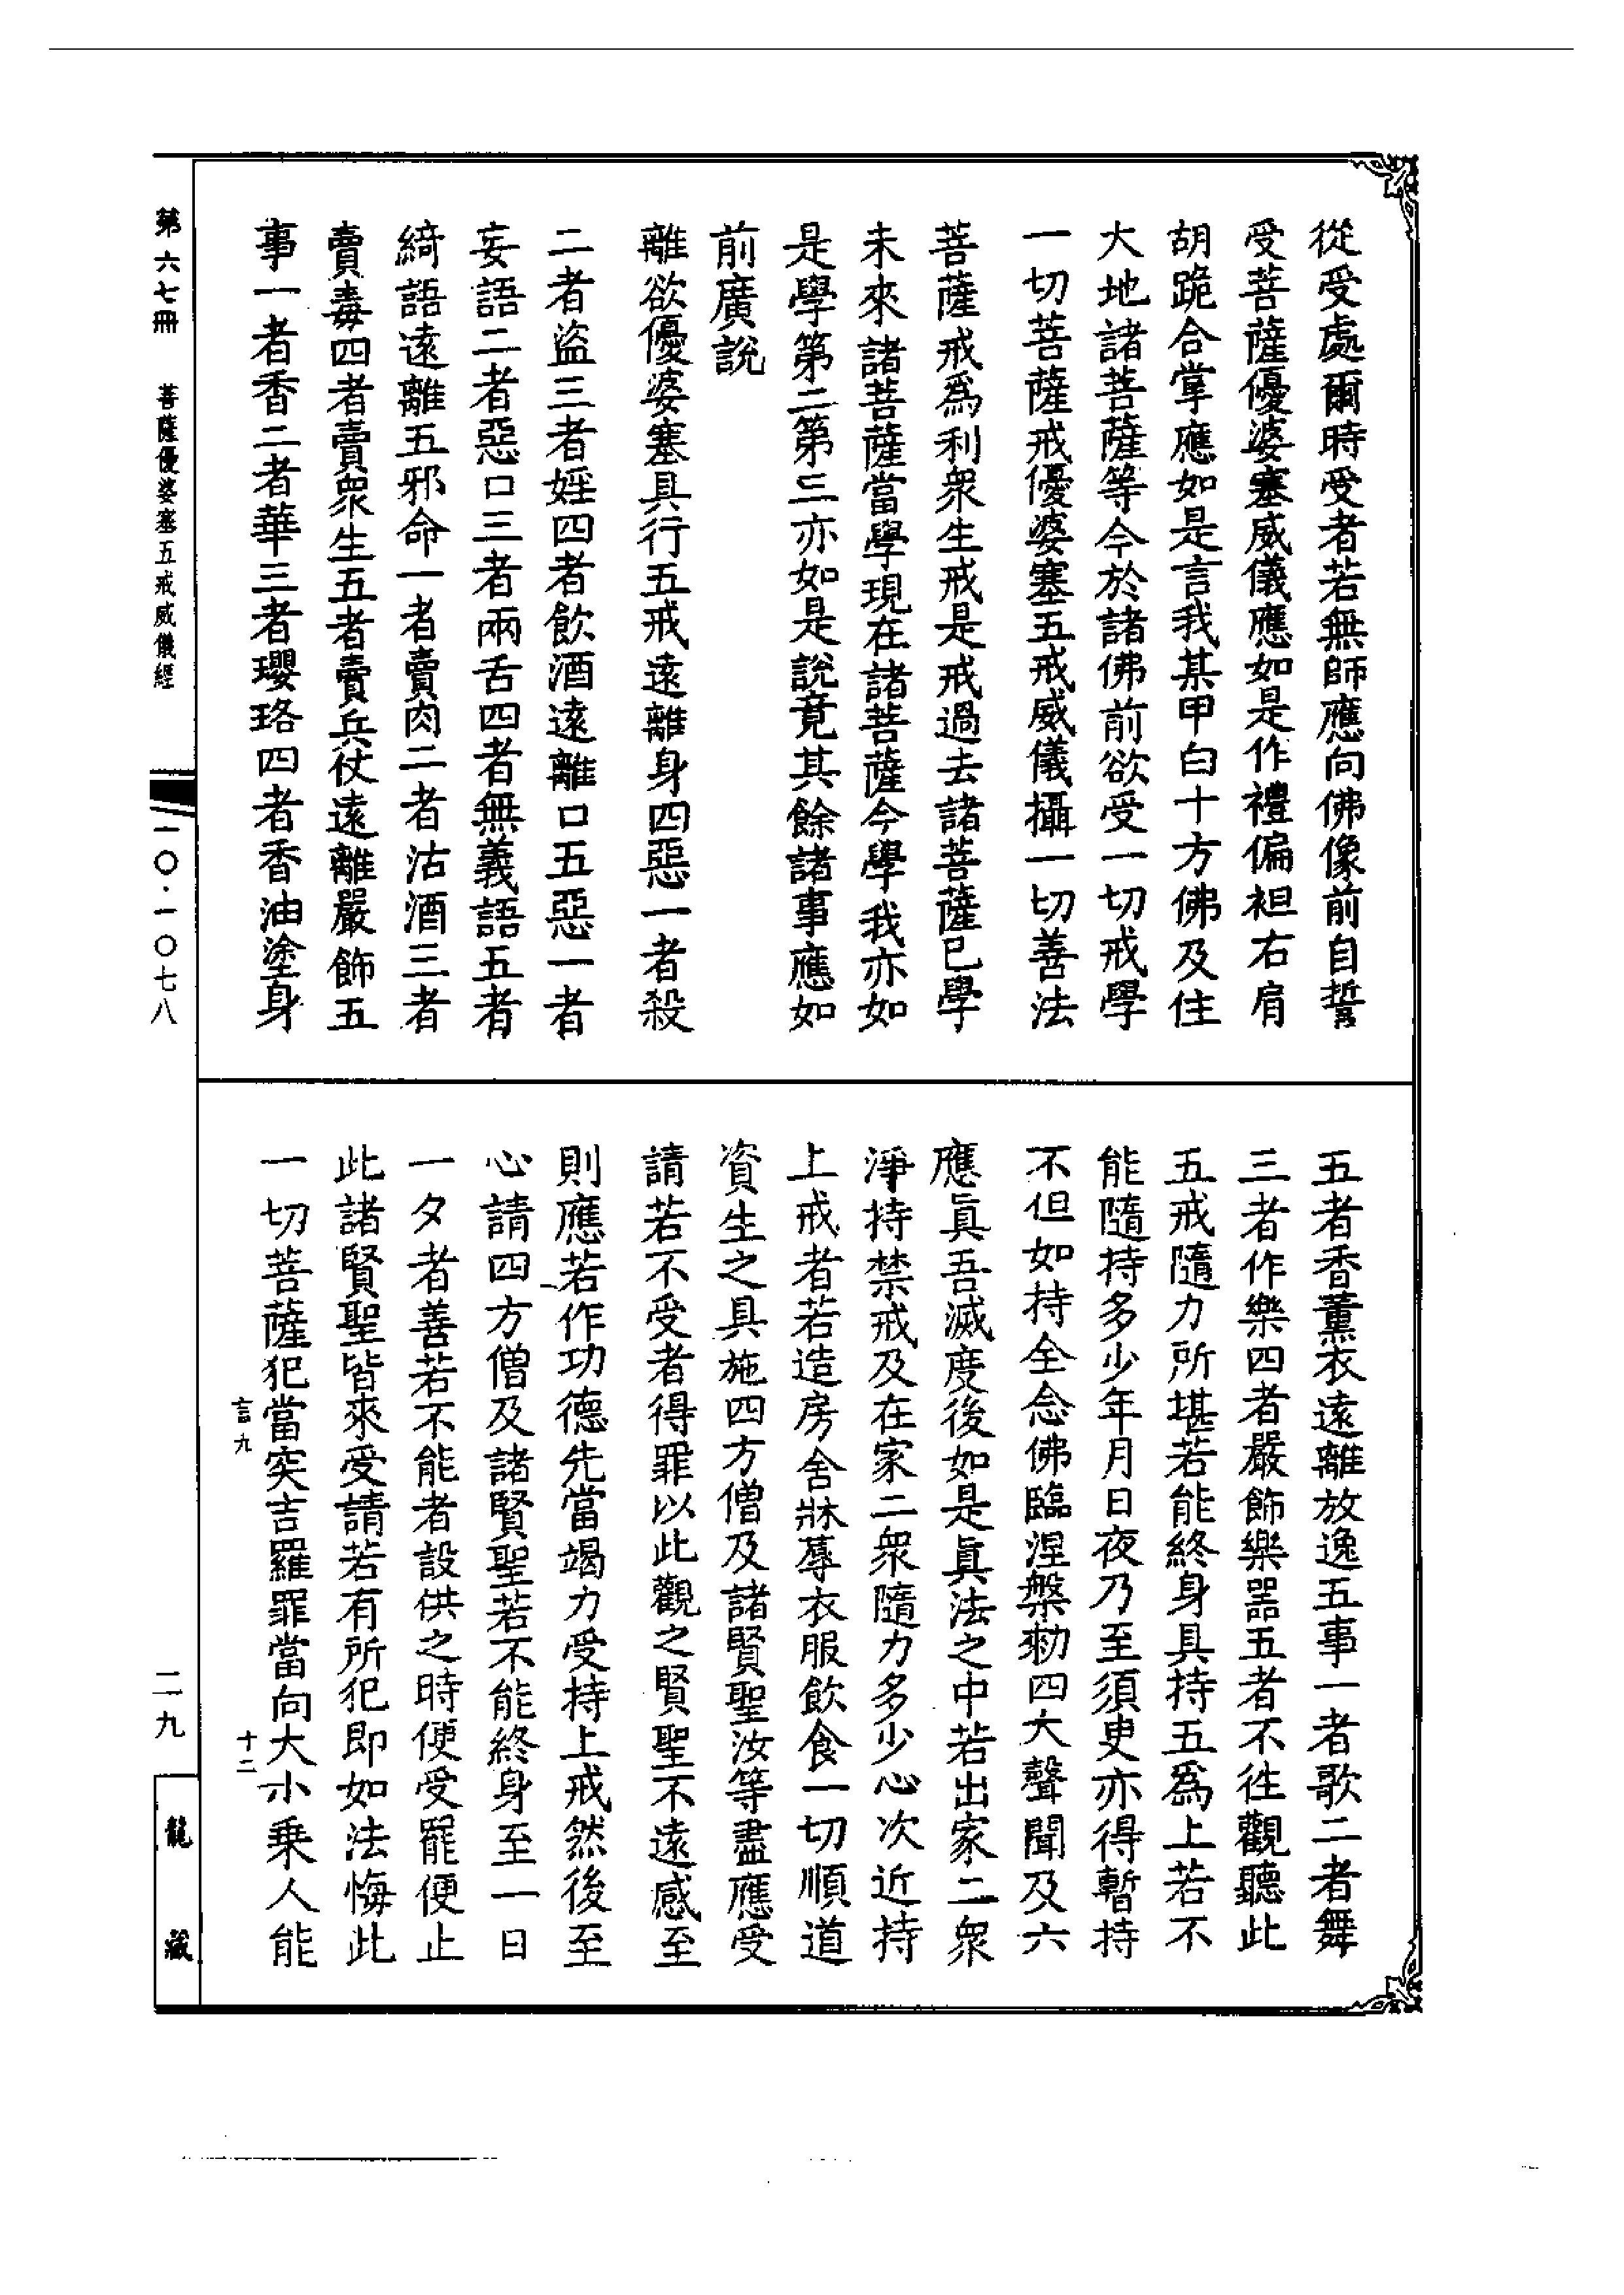 從受處爾時受者若無師應向佛像前自誓
受菩薩優婆塞威儀應如是作禮偏袒右肩
胡跪合掌應如是言我某甲白十方佛及住
大地諸菩薩等今於諸佛前欲受一切戒學
一切菩薩戒優婆塞五戒威儀攝一切善法
菩薩戒為利眾生戒是戒過去諸菩薩已學
未來諸菩薩當學現在諸菩薩今學我亦如
是學第二第三亦如是說竟其餘諸事應如
前廣說
離欲優婆塞具行五戒遠離身四惡一者殺
二者盜三者婬四者飲酒遠離口五惡一者
妄語二者惡口三者兩舌四者無義語五者
綺語遠離五邪命一者賣肉二者沽酒三者
賣毒四者賣眾生五者賣兵仗遠離嚴飾五
事一者香二者華三者瓔珞四者香油塗身
五者香薰衣遠離放逸五事一者歌二者舞
三者作樂四者嚴飾樂器五者不徃觀聽此
五戒隨力所堪若能終身具持五為上若不
能隨持多少年月日夜乃至須臾亦得暫持
不但如持全念佛臨涅槃勑四大聲聞及六
應眞吾滅度後如是眞法之中若出家二眾
淨持禁戒及在家二眾隨力多少心次近持
上戒者若造房舍牀蓐衣服飲食一切順道
資生之具施四方僧及諸賢聖汝等盡應受
請若不受者得罪以此觀之賢聖不遠感至
則應若作功德先當竭力受持上戒然後至
心請四方僧及諸賢聖若不能終身至一日
一夕者善若不能者設供之時便受罷便止
此諸賢聖皆來受請若有所犯即如法悔此
一切菩薩犯當突吉羅罪當向大小乗人能
言九
十二
第六七冊
菩薩優婆塞五戒威儀經
一〇·一〇七八
二九
龍藏